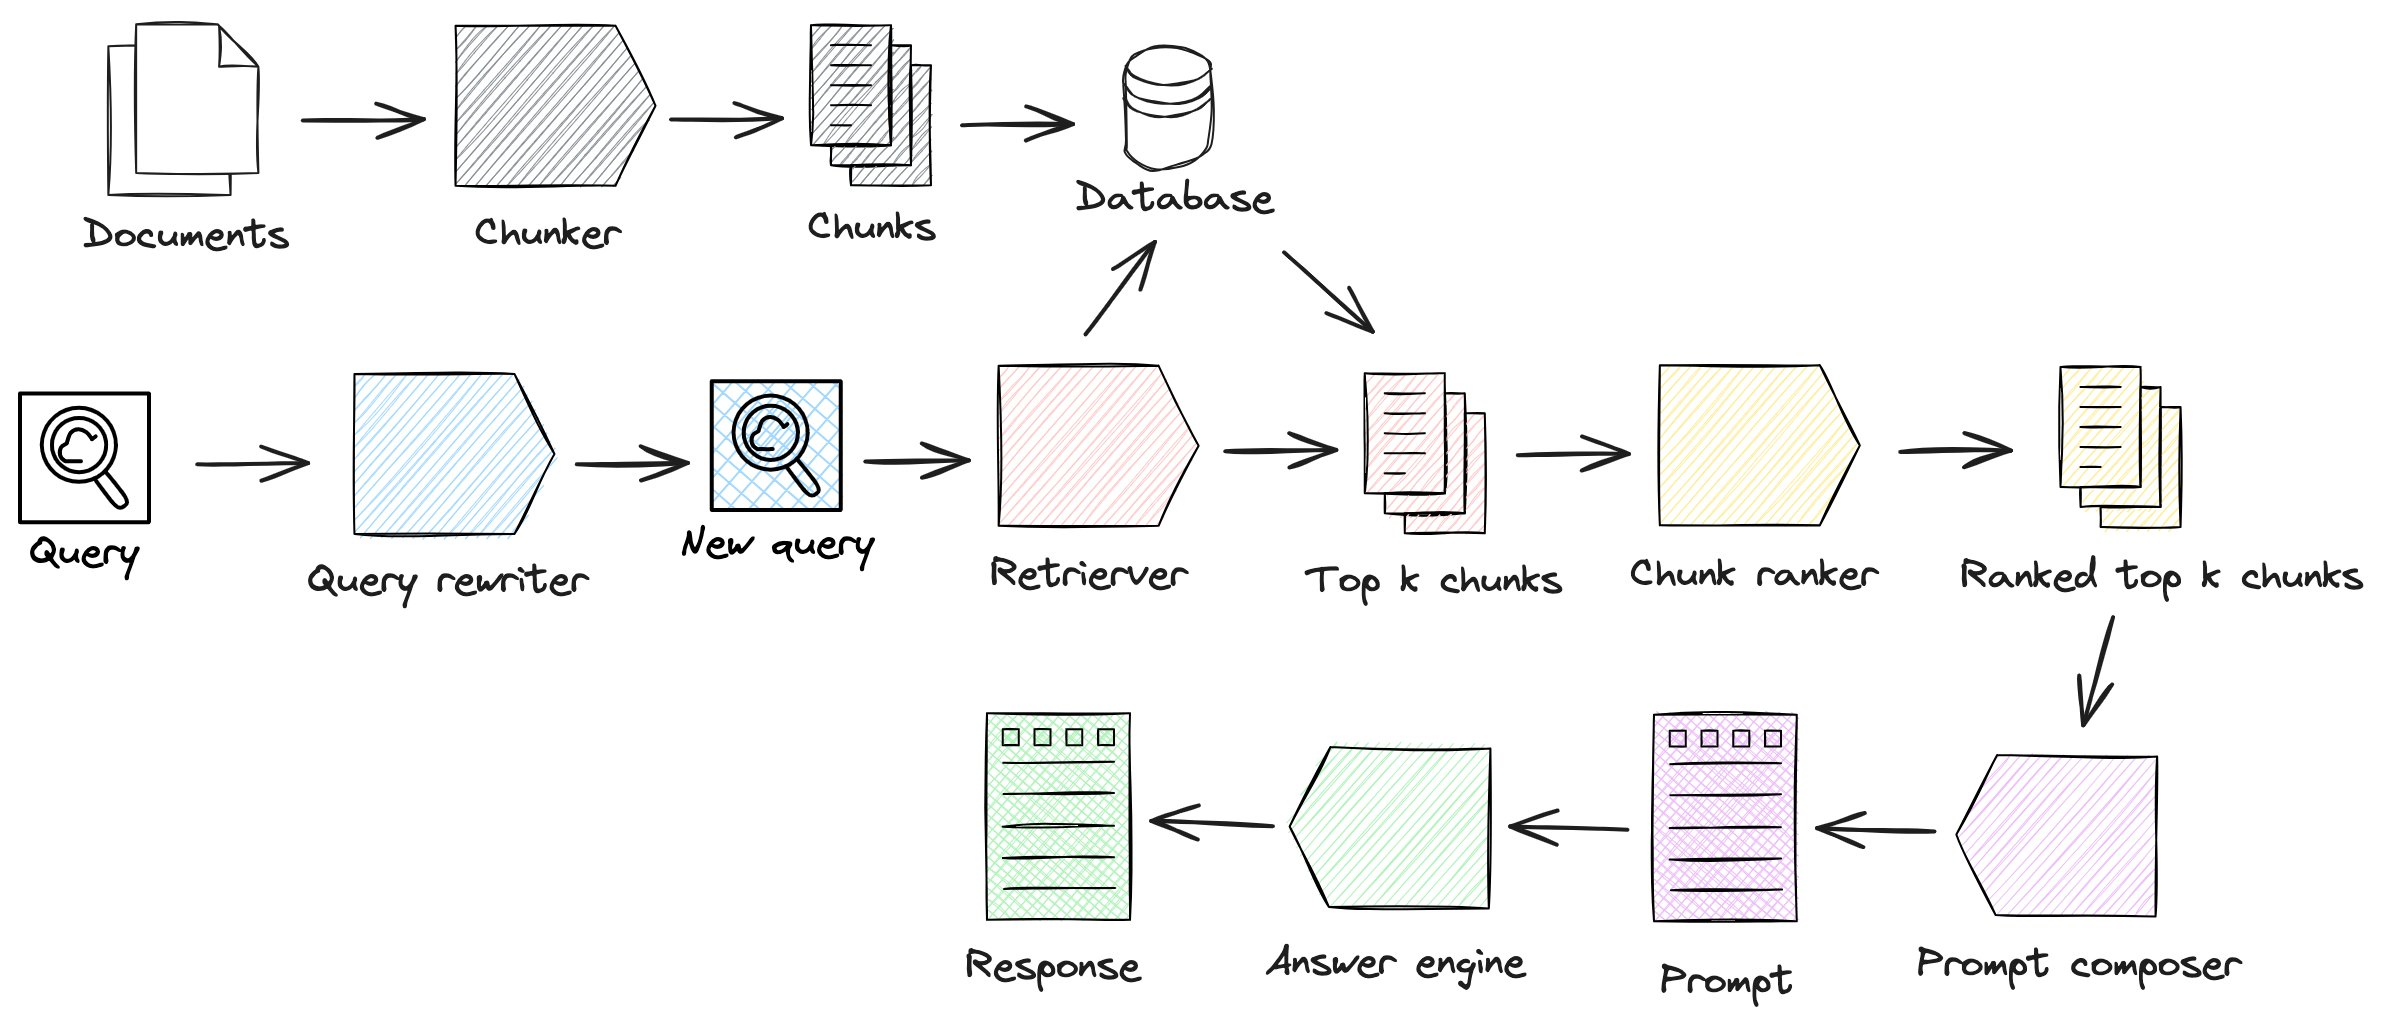 Documents
Chunker
Chunks
Database
Query
Query rewriter
New query
Retrierver
Top k chunks
Chunk ranker
Ranked top k chunks
Response
Answer engine
Prompt
Prompt composer